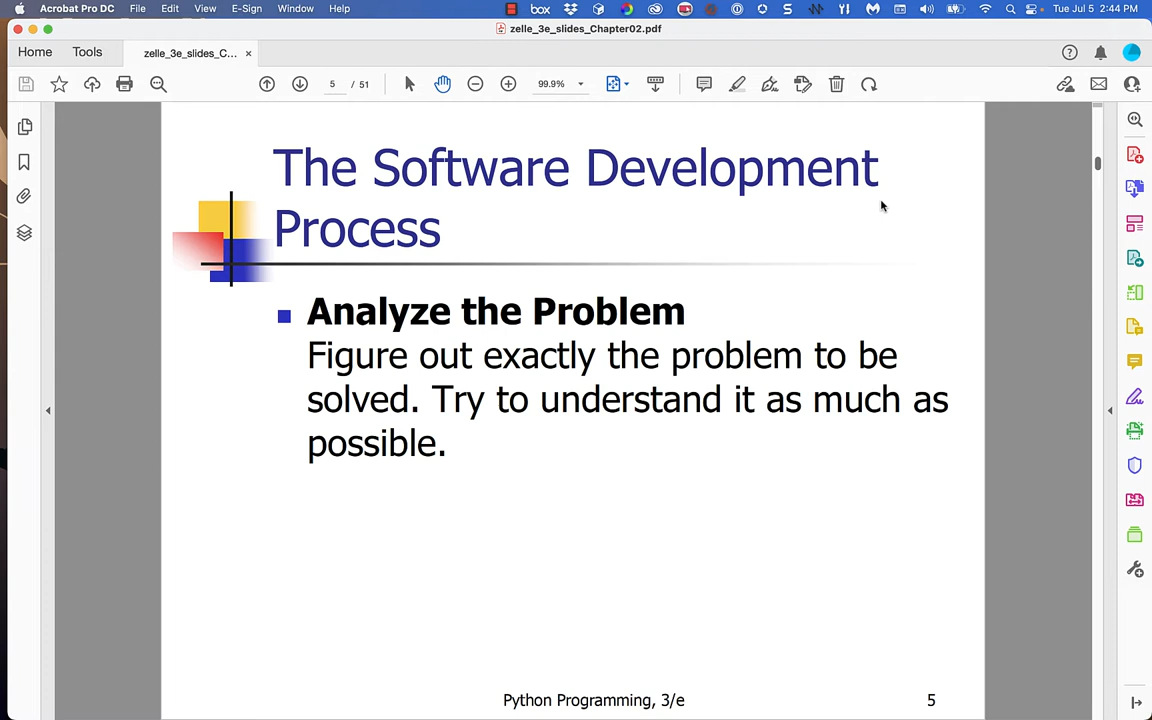 Acrobat Pro DC File Edit View E-Sign Window Help box Tue Jul 5 2:44 PM
zelle_3e_slides_Chapter02.pdf
Home Tools zelle_3e_slides_C... ×
5 / 51 99.9%
The Software Development
Process
Analyze the Problem
Figure out exactly the problem to be
solved. Try to understand it as much as
possible.
Python Programming, 3/e 5